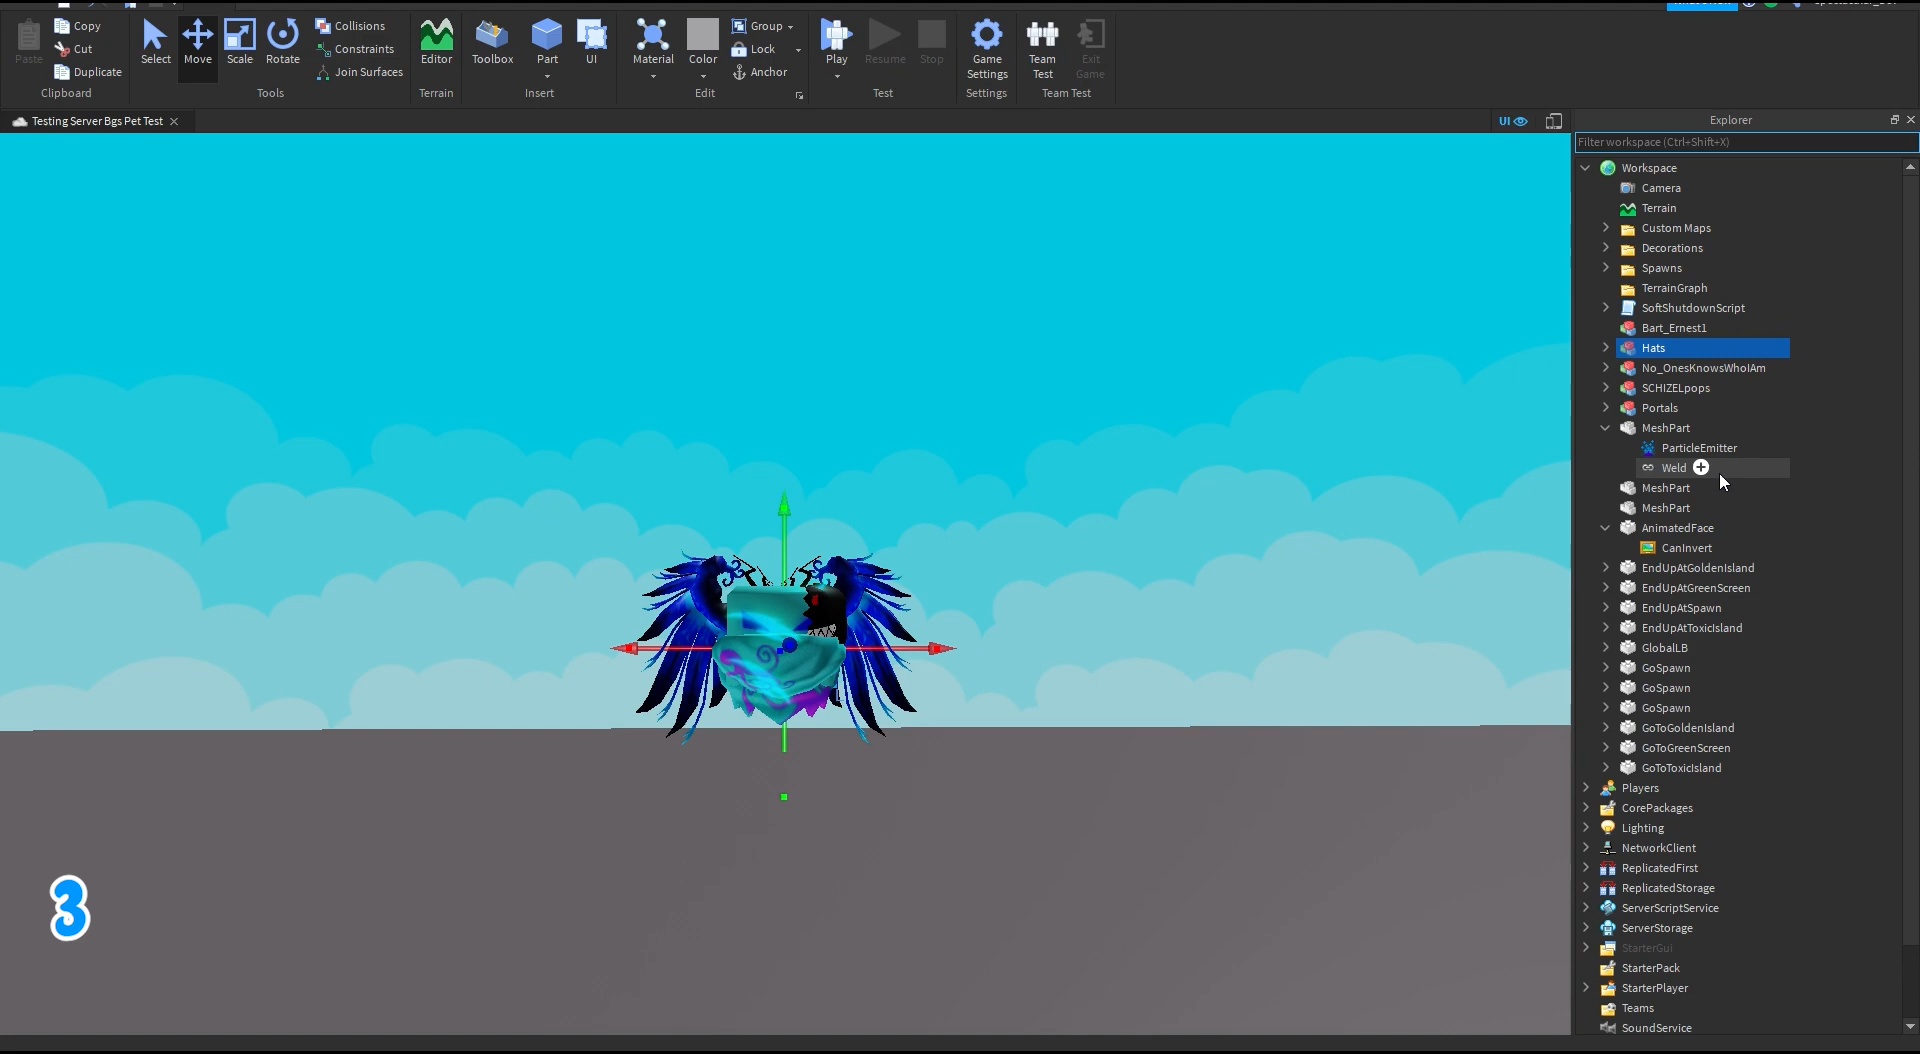 Paste
Copy
Cut
Duplicate
Clipboard
Select
Move
Scale
Rotate
Collisions
Constraints
Join Surfaces
Tools
Editor
Terrain
Toolbox
Part
UI
Insert
Material
Color
Group
Lock
Anchor
Edit
Play
Resume
Stop
Test
Game
Settings
Settings
Team
Test
Exit
Game
Team Test
Testing Server Bgs Pet Test
UI
Explorer
Filter workspace (Ctrl+Shift+X)
Workspace
Camera
Terrain
Custom Maps
Decorations
Spawns
TerrainGraph
SoftShutdownScript
Bart_Ernest1
Hats
No_OnesKnowsWhoIAm
SCHIZELpops
Portals
MeshPart
ParticleEmitter
Weld
MeshPart
MeshPart
AnimatedFace
CanInvert
EndUpAtGoldenIsland
EndUpAtGreenScreen
EndUpAtSpawn
EndUpAtToxicIsland
GlobalLB
GoSpawn
GoSpawn
GoSpawn
GoToGoldenIsland
GoToGreenScreen
GoToToxicIsland
Players
CorePackages
Lighting
NetworkClient
ReplicatedFirst
ReplicatedStorage
ServerScriptService
ServerStorage
StarterGui
StarterPack
StarterPlayer
Teams
SoundService
3